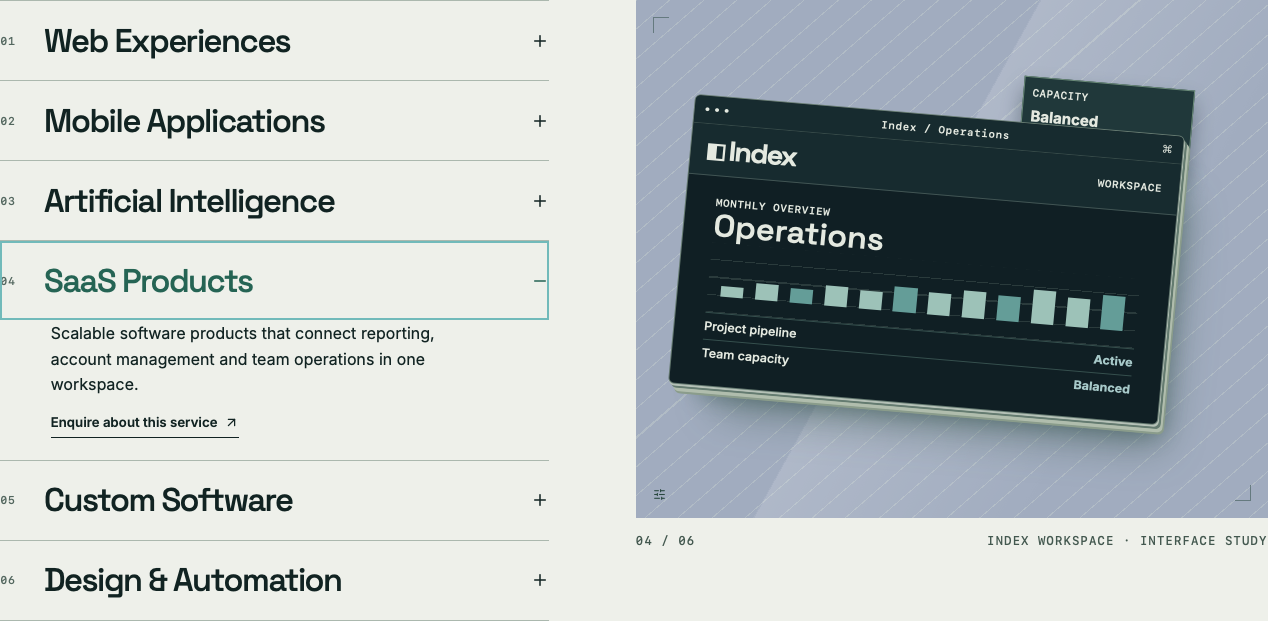 01 Web Experiences +
02 Mobile Applications +
03 Artificial Intelligence +
04 SaaS Products −
Scalable software products that connect reporting,
account management and team operations in one
workspace.
Enquire about this service ↗
05 Custom Software +
06 Design & Automation +
CAPACITY
Balanced
Index / Operations
⌘
Index
WORKSPACE
MONTHLY OVERVIEW
Operations
Project pipeline Active
Team capacity Balanced
04 / 06
INDEX WORKSPACE · INTERFACE STUDY